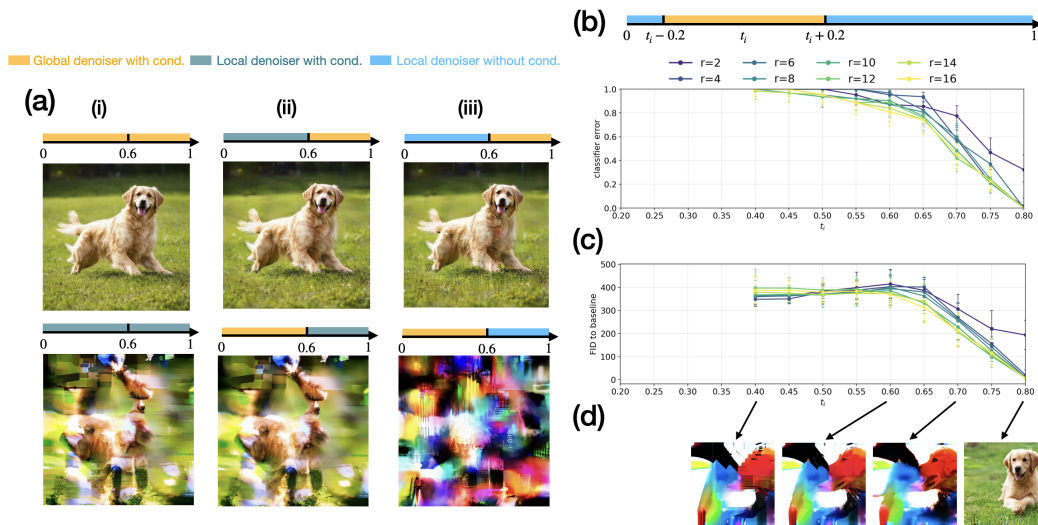 Global denoiser with cond. Local denoiser with cond. Local denoiser without cond.
(a)
(i) (ii) (iii)
0 0.6 1
0 0.6 1
0 0.6 1
0 0.6 1
0 0.6 1
0 0.6 1
(b)
0 t_i − 0.2 t_i t_i + 0.2 1
r=2 r=6 r=10 r=14
r=4 r=8 r=12 r=16
classifier error
1.0
0.8
0.6
0.4
0.2
0.0
0.20 0.25 0.30 0.35 0.40 0.45 0.50 0.55 0.60 0.65 0.70 0.75 0.80
t_i
(c)
FID to baseline
500
400
300
200
100
0
0.20 0.25 0.30 0.35 0.40 0.45 0.50 0.55 0.60 0.65 0.70 0.75 0.80
t_i
(d)